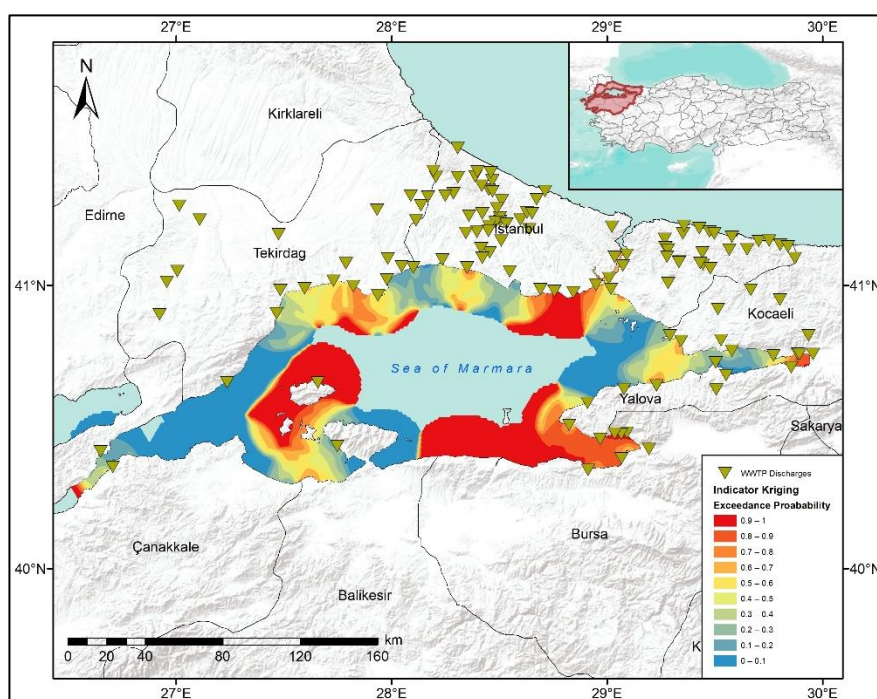 27°E 28°E 29°E 30°E
N
Kirklareli
Edirne
Istanbul
Tekirdag
41°N 41°N
Kocaeli
Sea of Marmara
Yalova
Sakarya
WWTP Discharges
Indicator Kriging
Exceedance Proabability
0.9 – 1
0.8 – 0.9
0.7 – 0.8
0.6 – 0.7
0.5 – 0.6
0.4 – 0.5
0.3 – 0.4
0.2 – 0.3
0.1 – 0.2
0 – 0.1
Bursa
Çanakkale
40°N 40°N
Balikesir
K
km
0 20 40 80 120 160
27°E 28°E 29°E 30°E